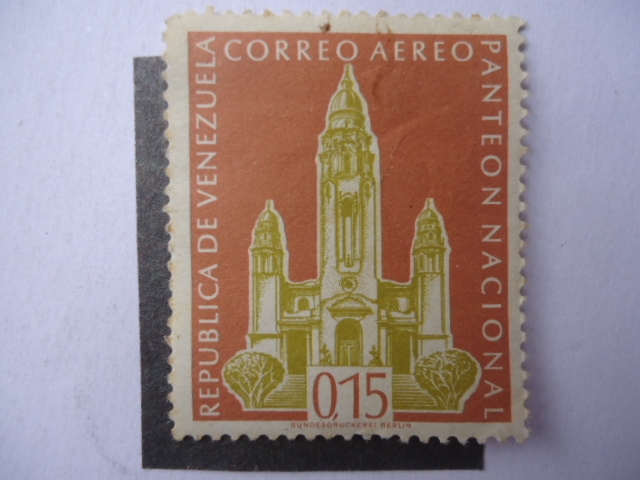 REPUBLICA DE VENEZUELA
CORREO AEREO
PANTEON NACIONAL
0,15
BUNDESDRUCKEREI BERLIN